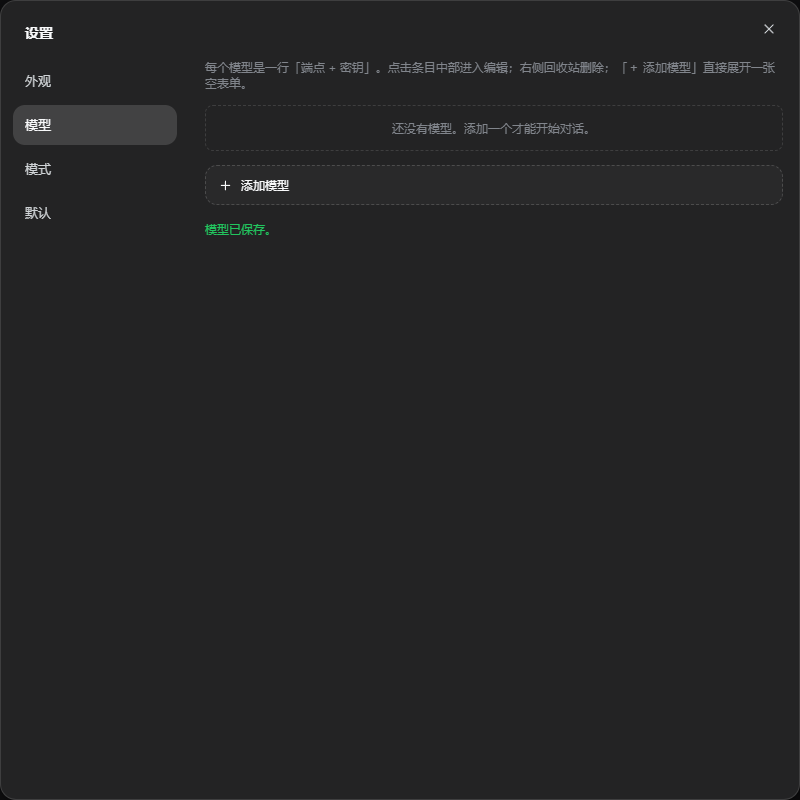 设置
外观
模型
模式
默认
每个模型是一行「端点 + 密钥」。点击条目中部进入编辑；右侧回收站删除；「+ 添加模型」直接展开一张
空表单。
还没有模型。添加一个才能开始对话。
+ 添加模型
模型已保存。